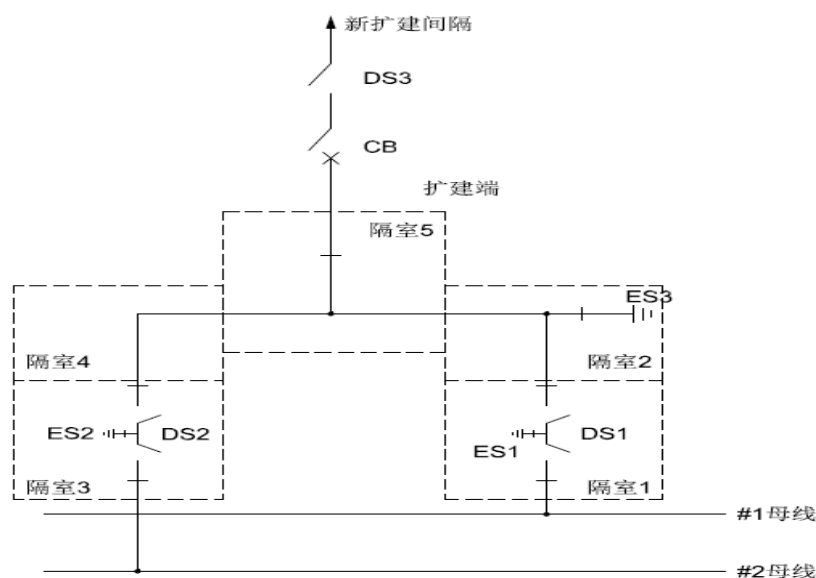 新扩建间隔
DS3
CB
扩建端
隔室5
ES3
隔室4
隔室2
ES2
DS2
DS1
ES1
隔室3
隔室1
#1母线
#2母线